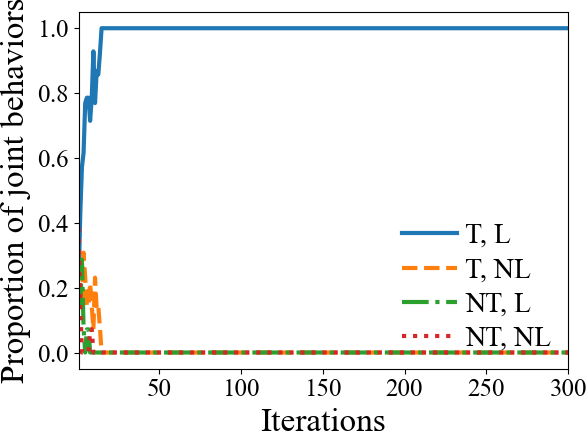 Proportion of joint behaviors
1.0
0.8
0.6
0.4
0.2
0.0
T, L
T, NL
NT, L
NT, NL
50 100 150 200 250 300
Iterations